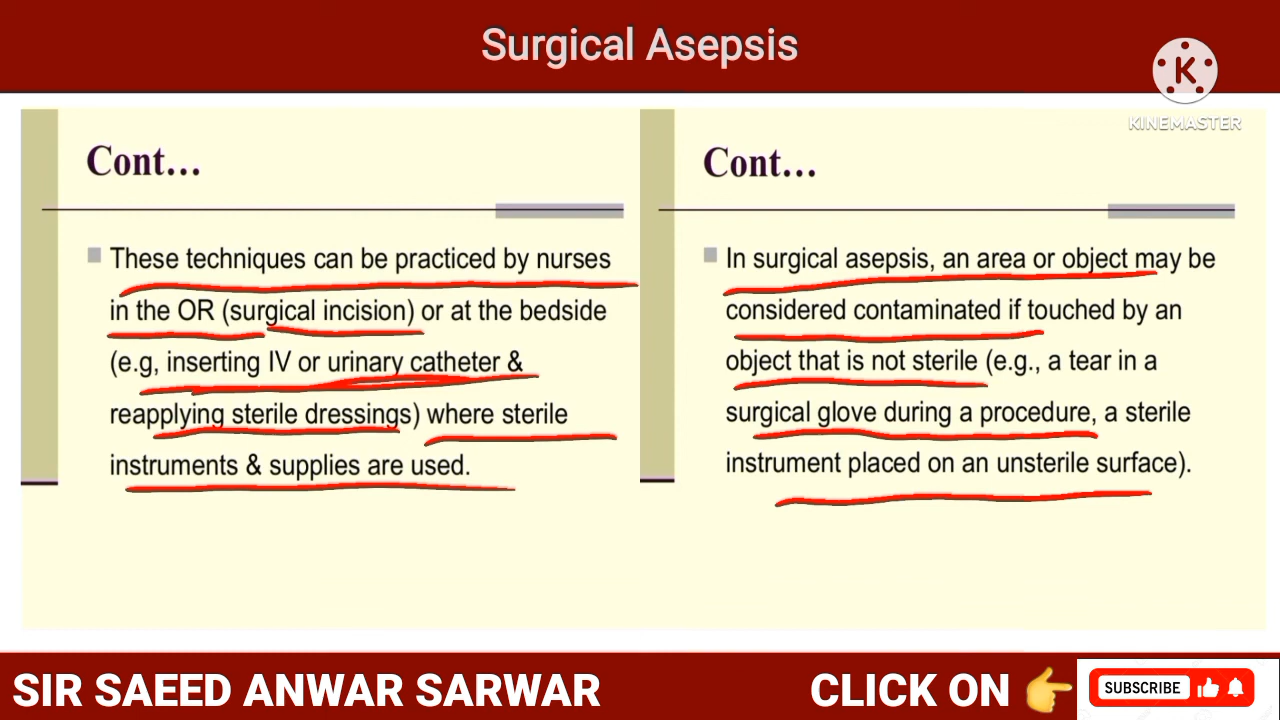 Surgical Asepsis
K
KINEMASTER
Cont...
These techniques can be practiced by nurses
in the OR (surgical incision) or at the bedside
(e.g, inserting IV or urinary catheter &
reapplying sterile dressings) where sterile
instruments & supplies are used.
Cont...
In surgical asepsis, an area or object may be
considered contaminated if touched by an
object that is not sterile (e.g., a tear in a
surgical glove during a procedure, a sterile
instrument placed on an unsterile surface).
SIR SAEED ANWAR SARWAR
CLICK ON 👉
SUBSCRIBE